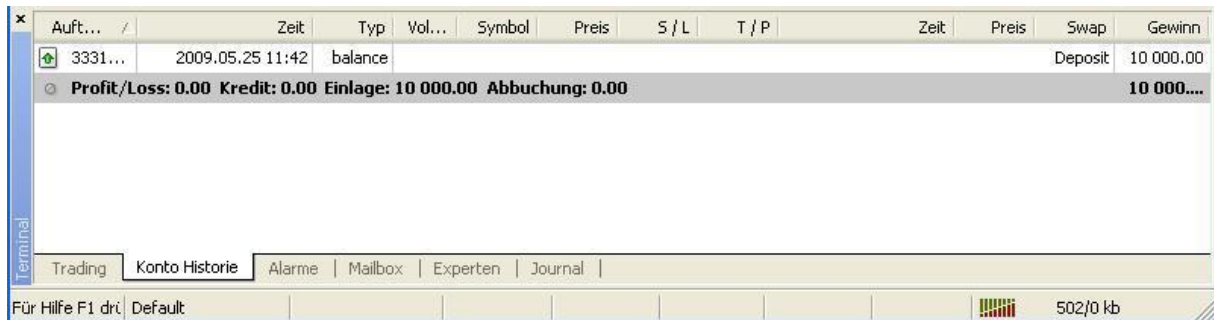 Auft... / Zeit Typ Vol... Symbol Preis S / L T / P Zeit Preis Swap Gewinn
3331... 2009.05.25 11:42 balance Deposit 10 000.00
Profit/Loss: 0.00 Kredit: 0.00 Einlage: 10 000.00 Abbuchung: 0.00 10 000....
Terminal
Trading | Konto Historie | Alarme | Mailbox | Experten | Journal |
Für Hilfe F1 drü Default 502/0 kb